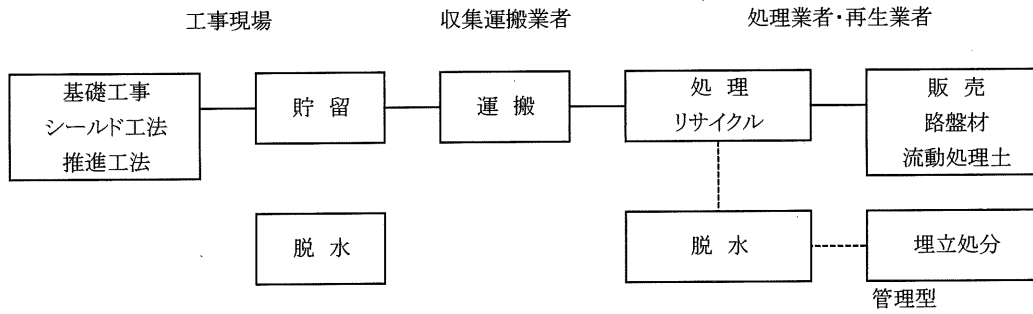 工事現場
収集運搬業者
処理業者・再生業者
基礎工事
シールド工法
推進工法
貯留
運搬
処理
リサイクル
販売
路盤材
流動処理土
脱水
脱水
埋立処分
管理型